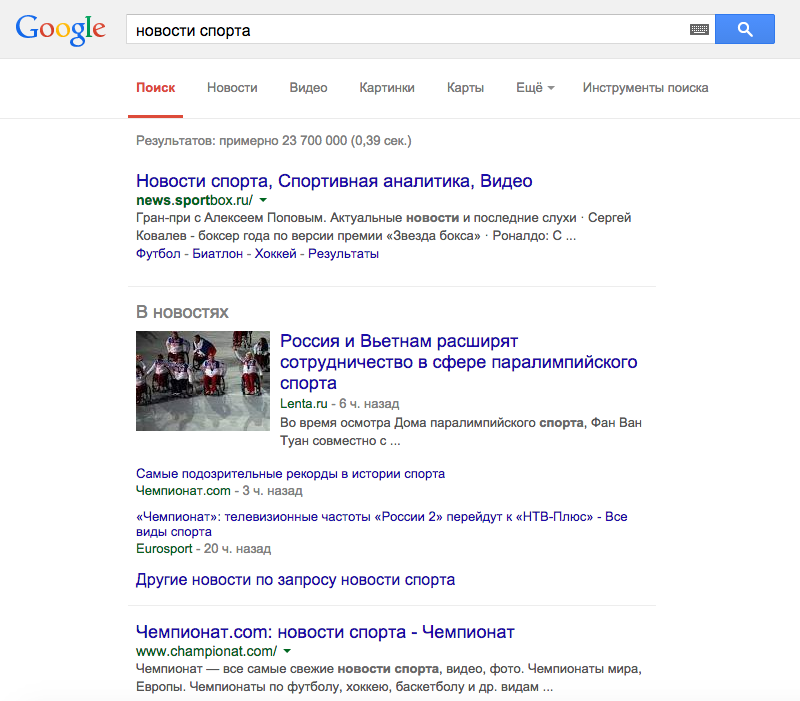 Google
новости спорта
Поиск Новости Видео Картинки Карты Ещё Инструменты поиска
Результатов: примерно 23 700 000 (0,39 сек.)
Новости спорта, Спортивная аналитика, Видео
news.sportbox.ru/
Гран-при с Алексеем Поповым. Актуальные новости и последние слухи · Сергей
Ковалев - боксер года по версии премии «Звезда бокса» · Роналдо: С ...
Футбол - Биатлон - Хоккей - Результаты
В новостях
Россия и Вьетнам расширят
сотрудничество в сфере паралимпийского
спорта
Lenta.ru - 6 ч. назад
Во время осмотра Дома паралимпийского спорта, Фан Ван
Туан совместно с ...
Самые подозрительные рекорды в истории спорта
Чемпионат.com - 3 ч. назад
«Чемпионат»: телевизионные частоты «России 2» перейдут к «НТВ-Плюс» - Все
виды спорта
Eurosport - 20 ч. назад
Другие новости по запросу новости спорта
Чемпионат.com: новости спорта - Чемпионат
www.championat.com/
Чемпионат — все самые свежие новости спорта, видео, фото. Чемпионаты мира,
Европы. Чемпионаты по футболу, хоккею, баскетболу и др. видам ...